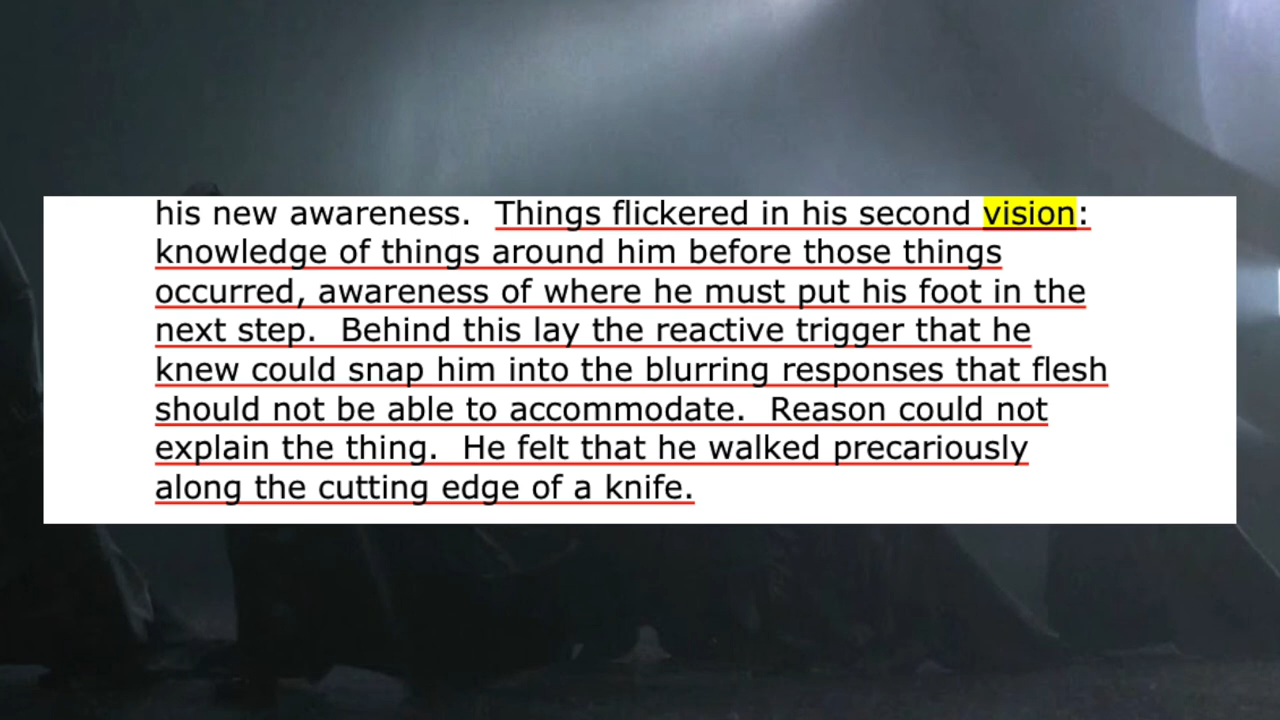 his new awareness.  Things flickered in his second vision:
knowledge of things around him before those things
occurred, awareness of where he must put his foot in the
next step.  Behind this lay the reactive trigger that he
knew could snap him into the blurring responses that flesh
should not be able to accommodate.  Reason could not
explain the thing.  He felt that he walked precariously
along the cutting edge of a knife.